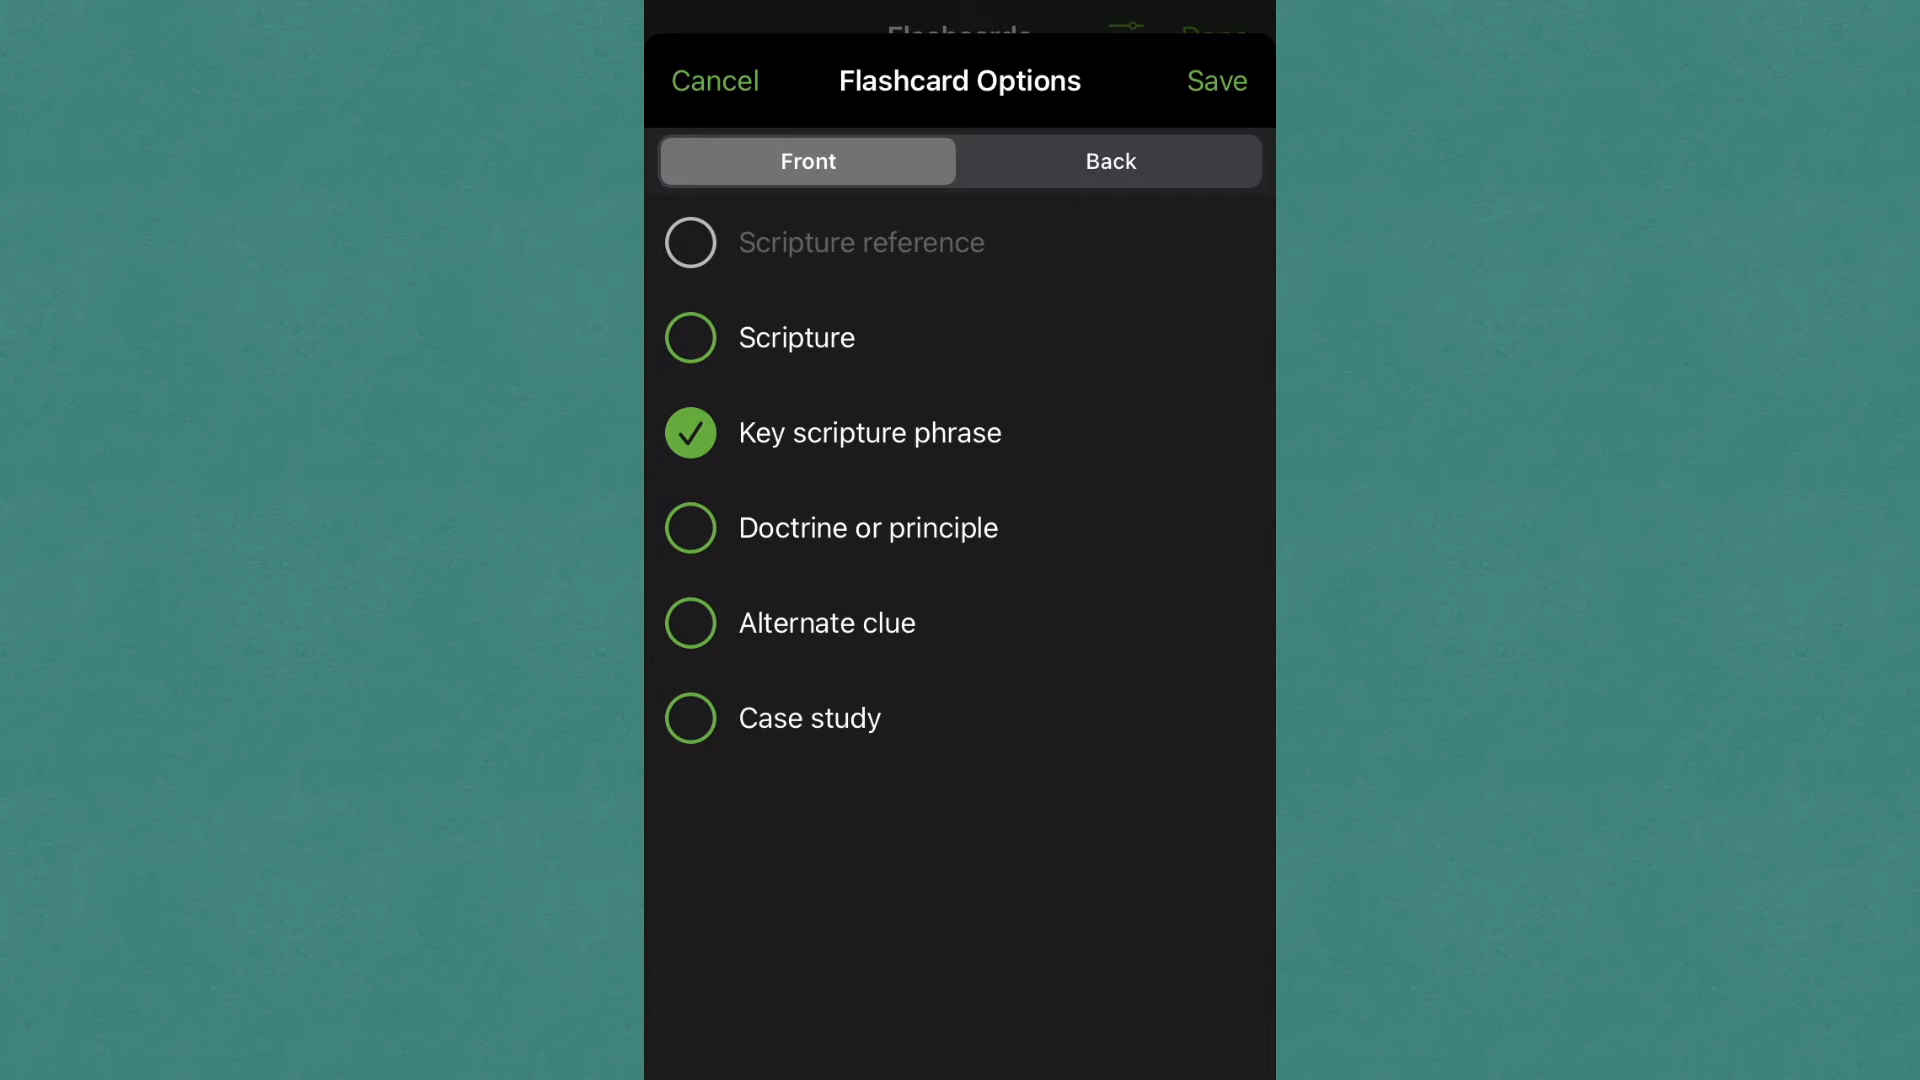 Cancel Flashcard Options Save
Front Back
Scripture reference
Scripture
Key scripture phrase
Doctrine or principle
Alternate clue
Case study